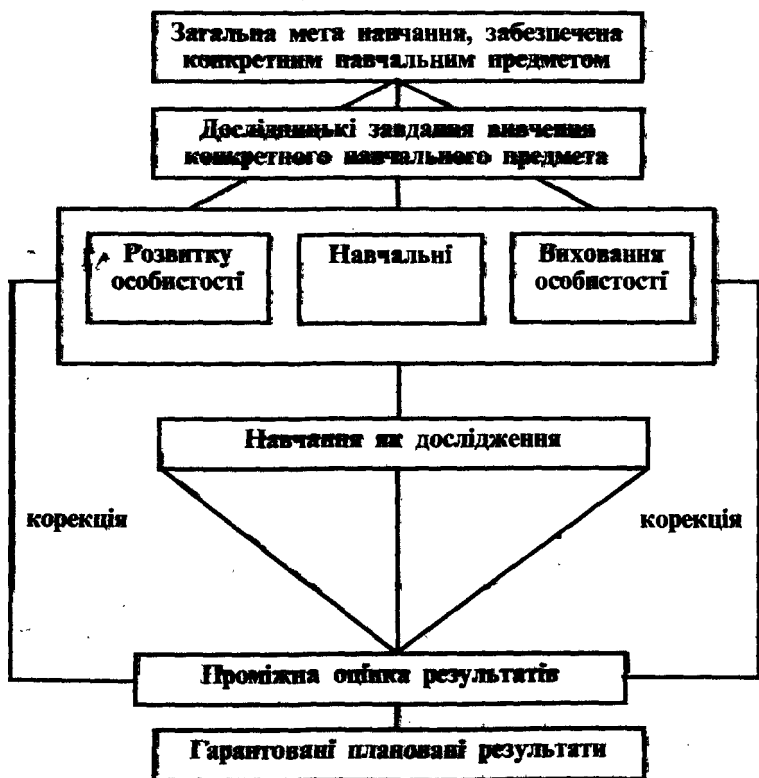 Загальна мета навчання, забезпечена
конкретним навчальним предметом
Дослідницькі завдання вивчення
конкретного навчального предмета
Розвитку
особистості
Навчальні
Виховання
особистості
Навчання як дослідження
корекція
корекція
Проміжна оцінка результатів
Гарантовані плановані результати